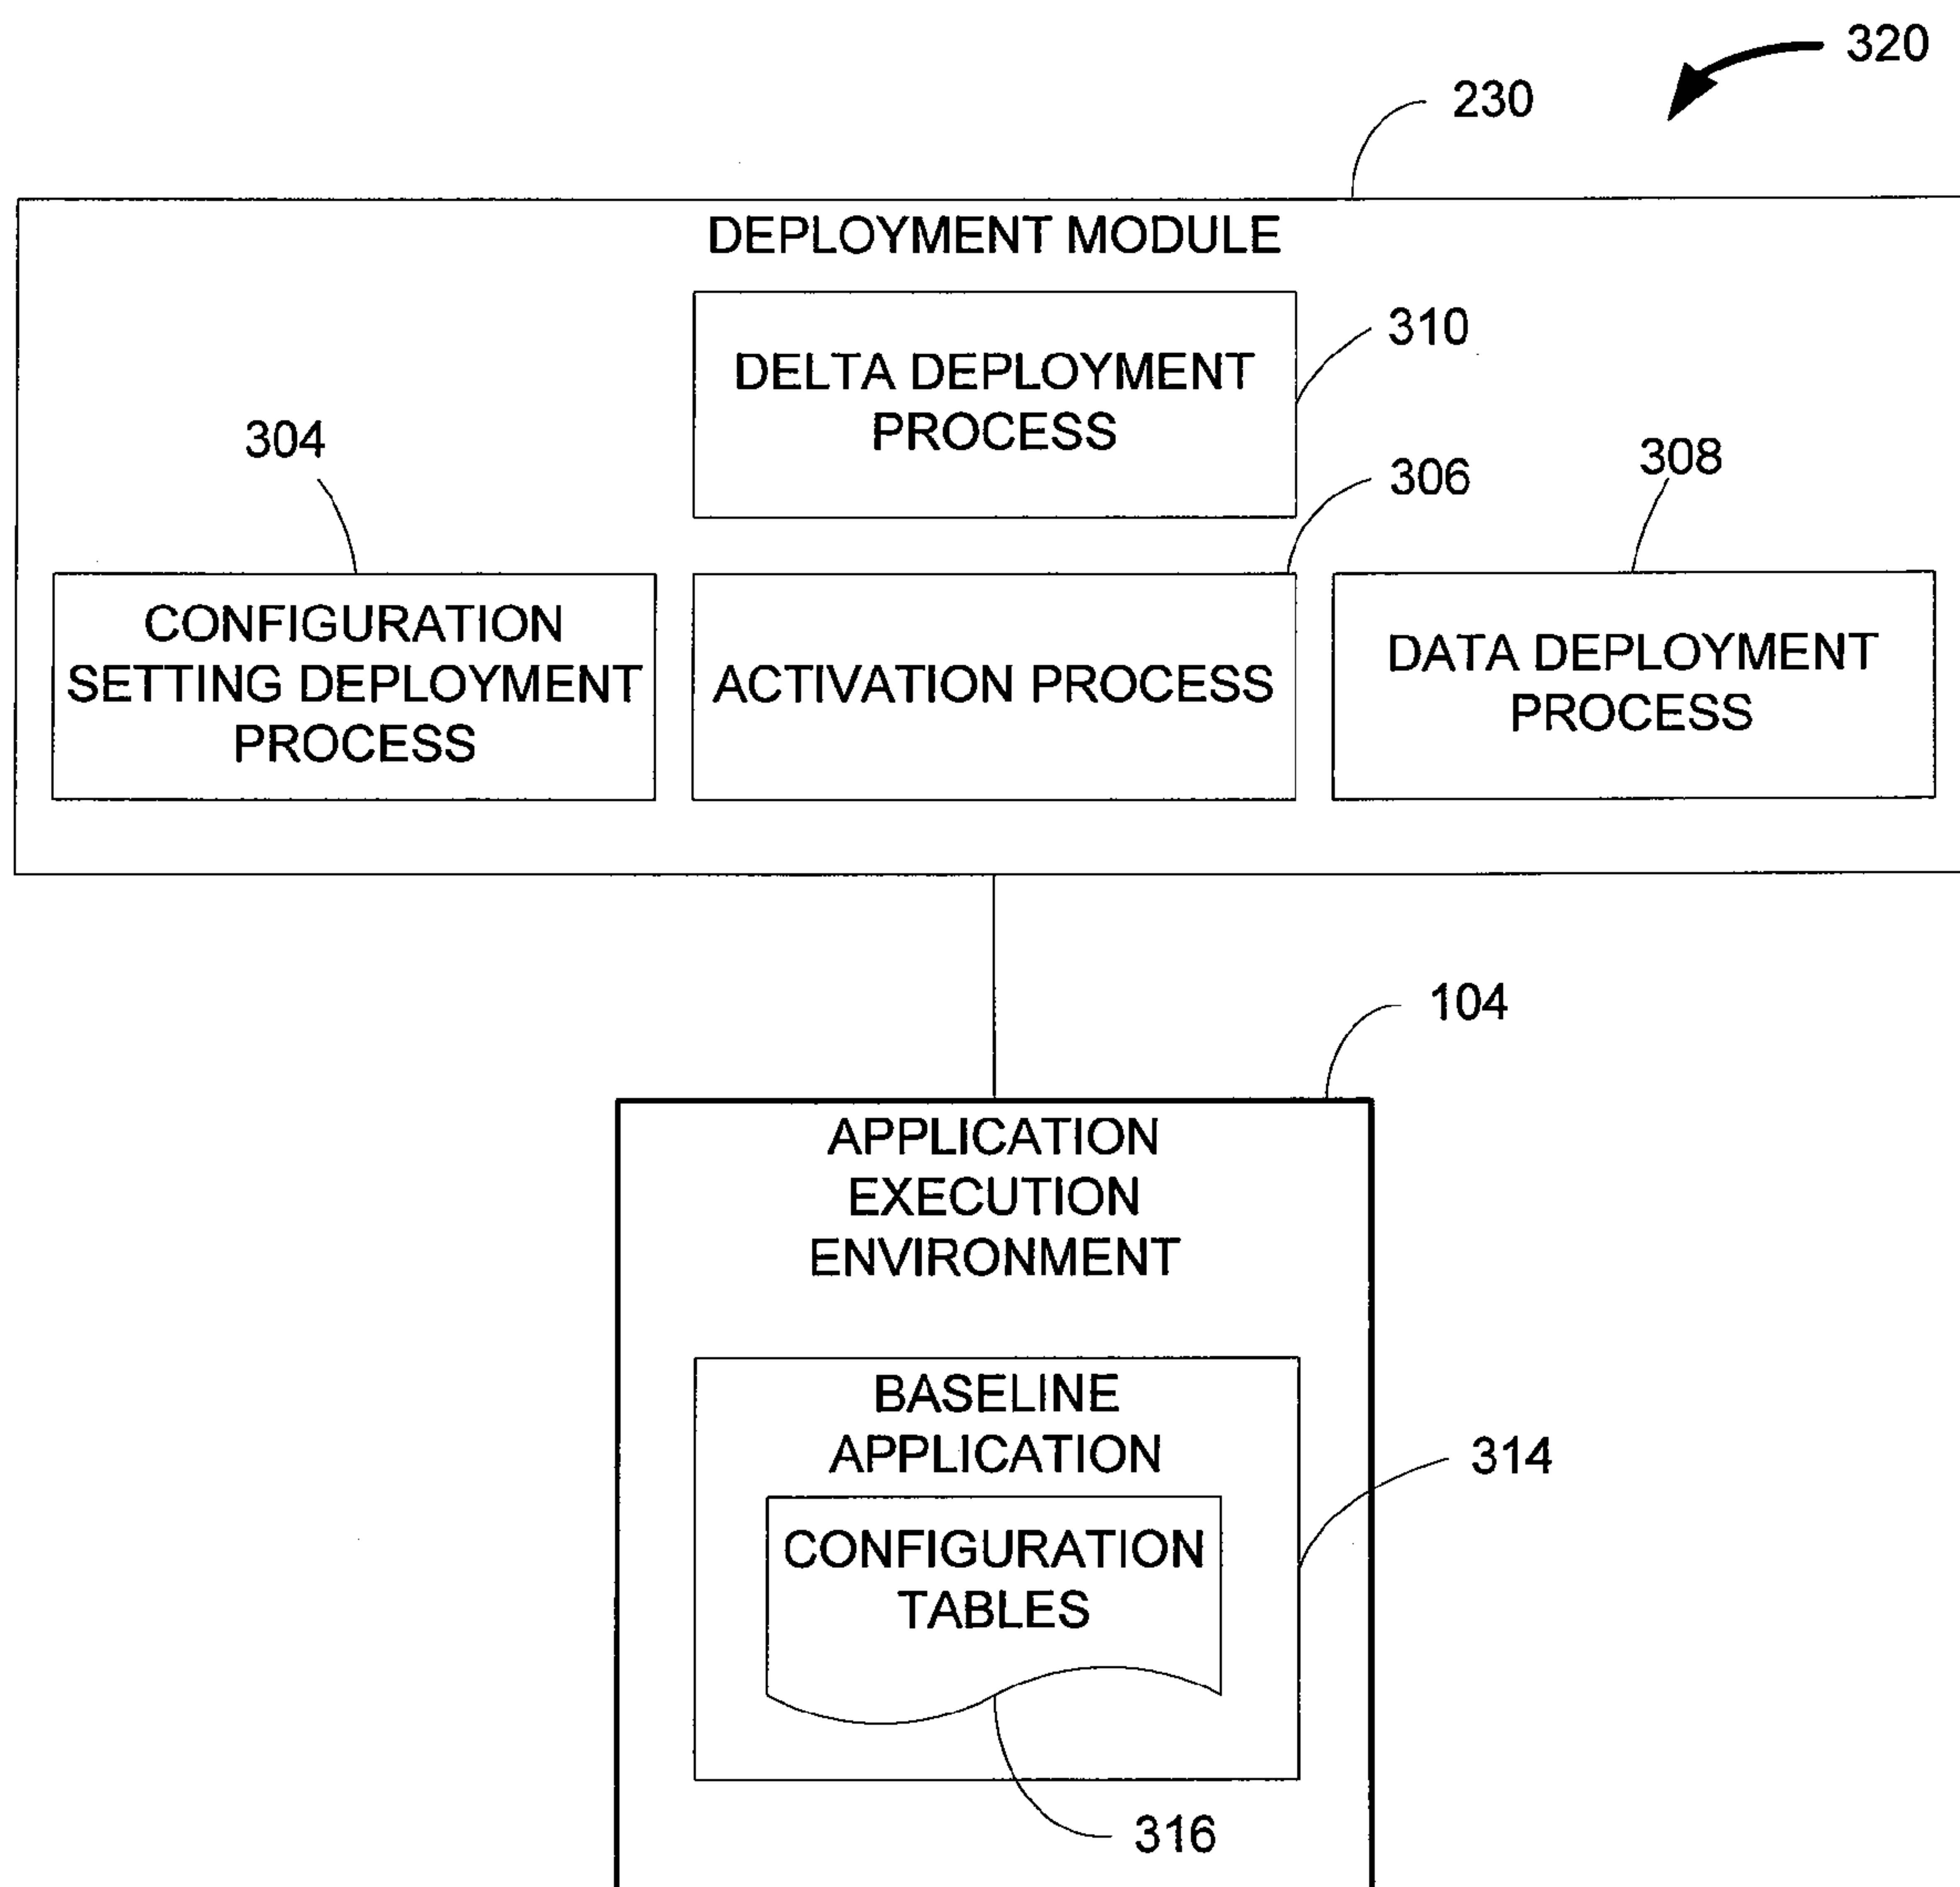 320
230
DEPLOYMENT MODULE
310
DELTA DEPLOYMENT
PROCESS
304
306
308
CONFIGURATION
SETTING DEPLOYMENT
PROCESS
ACTIVATION PROCESS
DATA DEPLOYMENT
PROCESS
104
APPLICATION
EXECUTION
ENVIRONMENT
BASELINE
APPLICATION
314
CONFIGURATION
TABLES
316